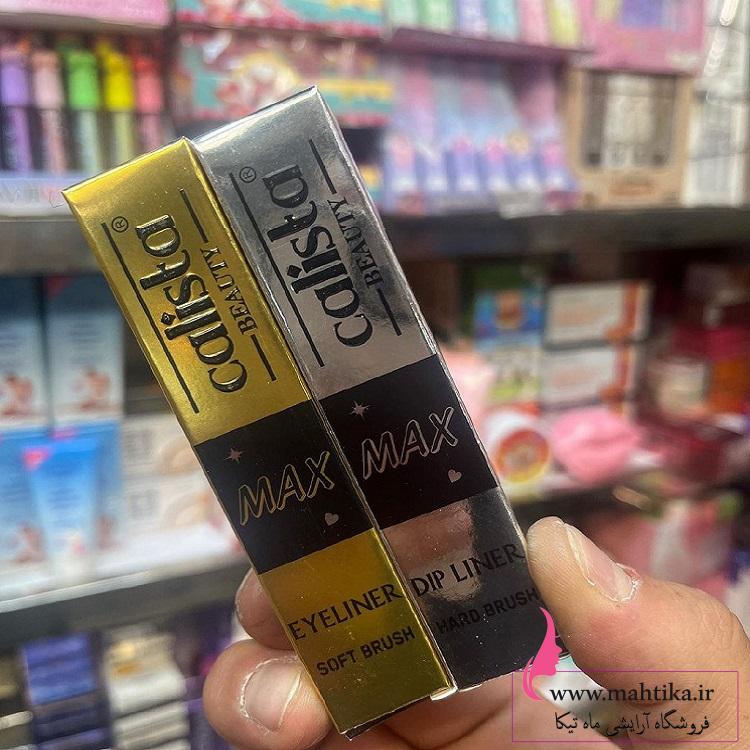 calista®
BEAUTY
MAX
EYELINER
SOFT BRUSH
calista®
BEAUTY
MAX
DIP LINER
HARD BRUSH
www.mahtika.ir
فروشگاه آرایشی ماه تیکا